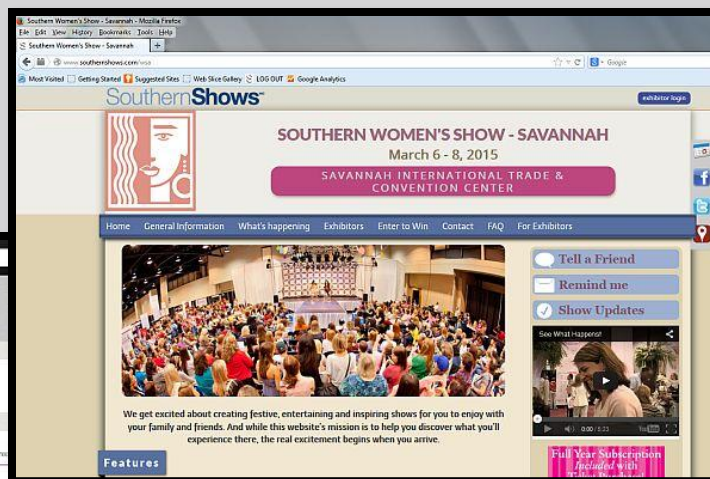 Southern Women's Show - Savannah - Mozilla Firefox
File Edit View History Bookmarks Tools Help
Southern Women's Show - Savannah +
www.southernshows.com/wsa
Google
Most Visited Getting Started Suggested Sites Web Slice Gallery LOG OUT Google Analytics
SouthernShows
exhibitor login
SOUTHERN WOMEN'S SHOW - SAVANNAH
March 6 - 8, 2015
SAVANNAH INTERNATIONAL TRADE &
CONVENTION CENTER
Home General Information What's happening Exhibitors Enter to Win Contact FAQ For Exhibitors
Tell a Friend
Remind me
Show Updates
See What Happens!
0:00 / 6:23 YouTube
We get excited about creating festive, entertaining and inspiring shows for you to enjoy with
your family and friends. And while this website's mission is to help you discover what you'll
experience there, the real excitement begins when you arrive.
Features
Full Year Subscription
Included with